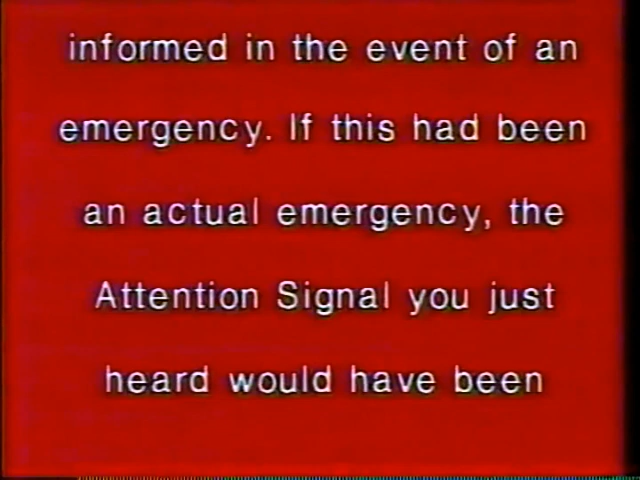 informed in the event of an
emergency. If this had been
an actual emergency, the
Attention Signal you just
heard would have been